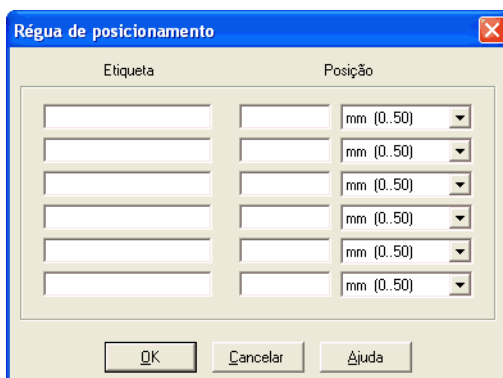 Régua de posicionamento
Etiqueta Posição
mm (0..50)
mm (0..50)
mm (0..50)
mm (0..50)
mm (0..50)
mm (0..50)
OK Cancelar Ajuda